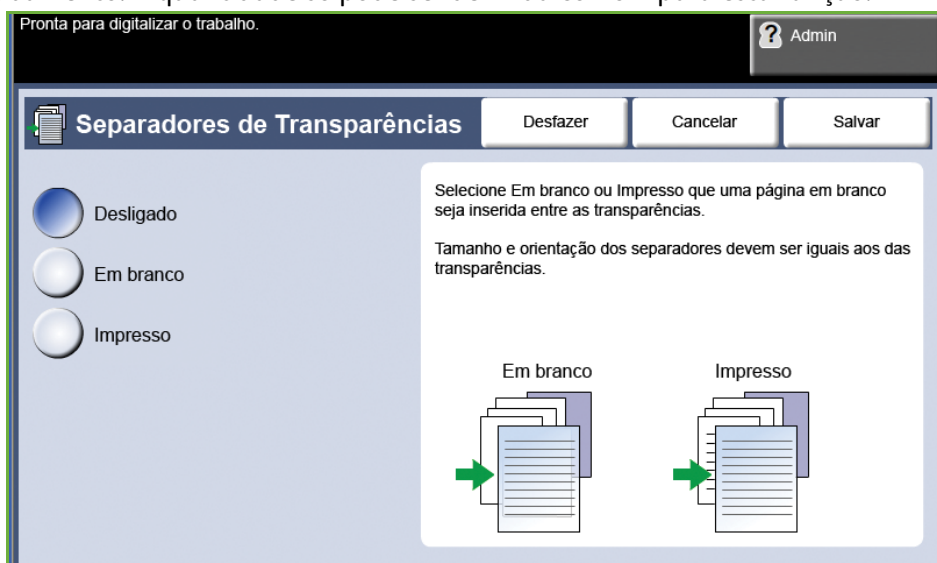 Pronta para digitalizar o trabalho.
? Admin
Separadores de Transparências
Desfazer
Cancelar
Salvar
Desligado
Em branco
Impresso
Selecione Em branco ou Impresso que uma página em branco
seja inserida entre as transparências.
Tamanho e orientação dos separadores devem ser iguais aos das
transparências.
Em branco
Impresso